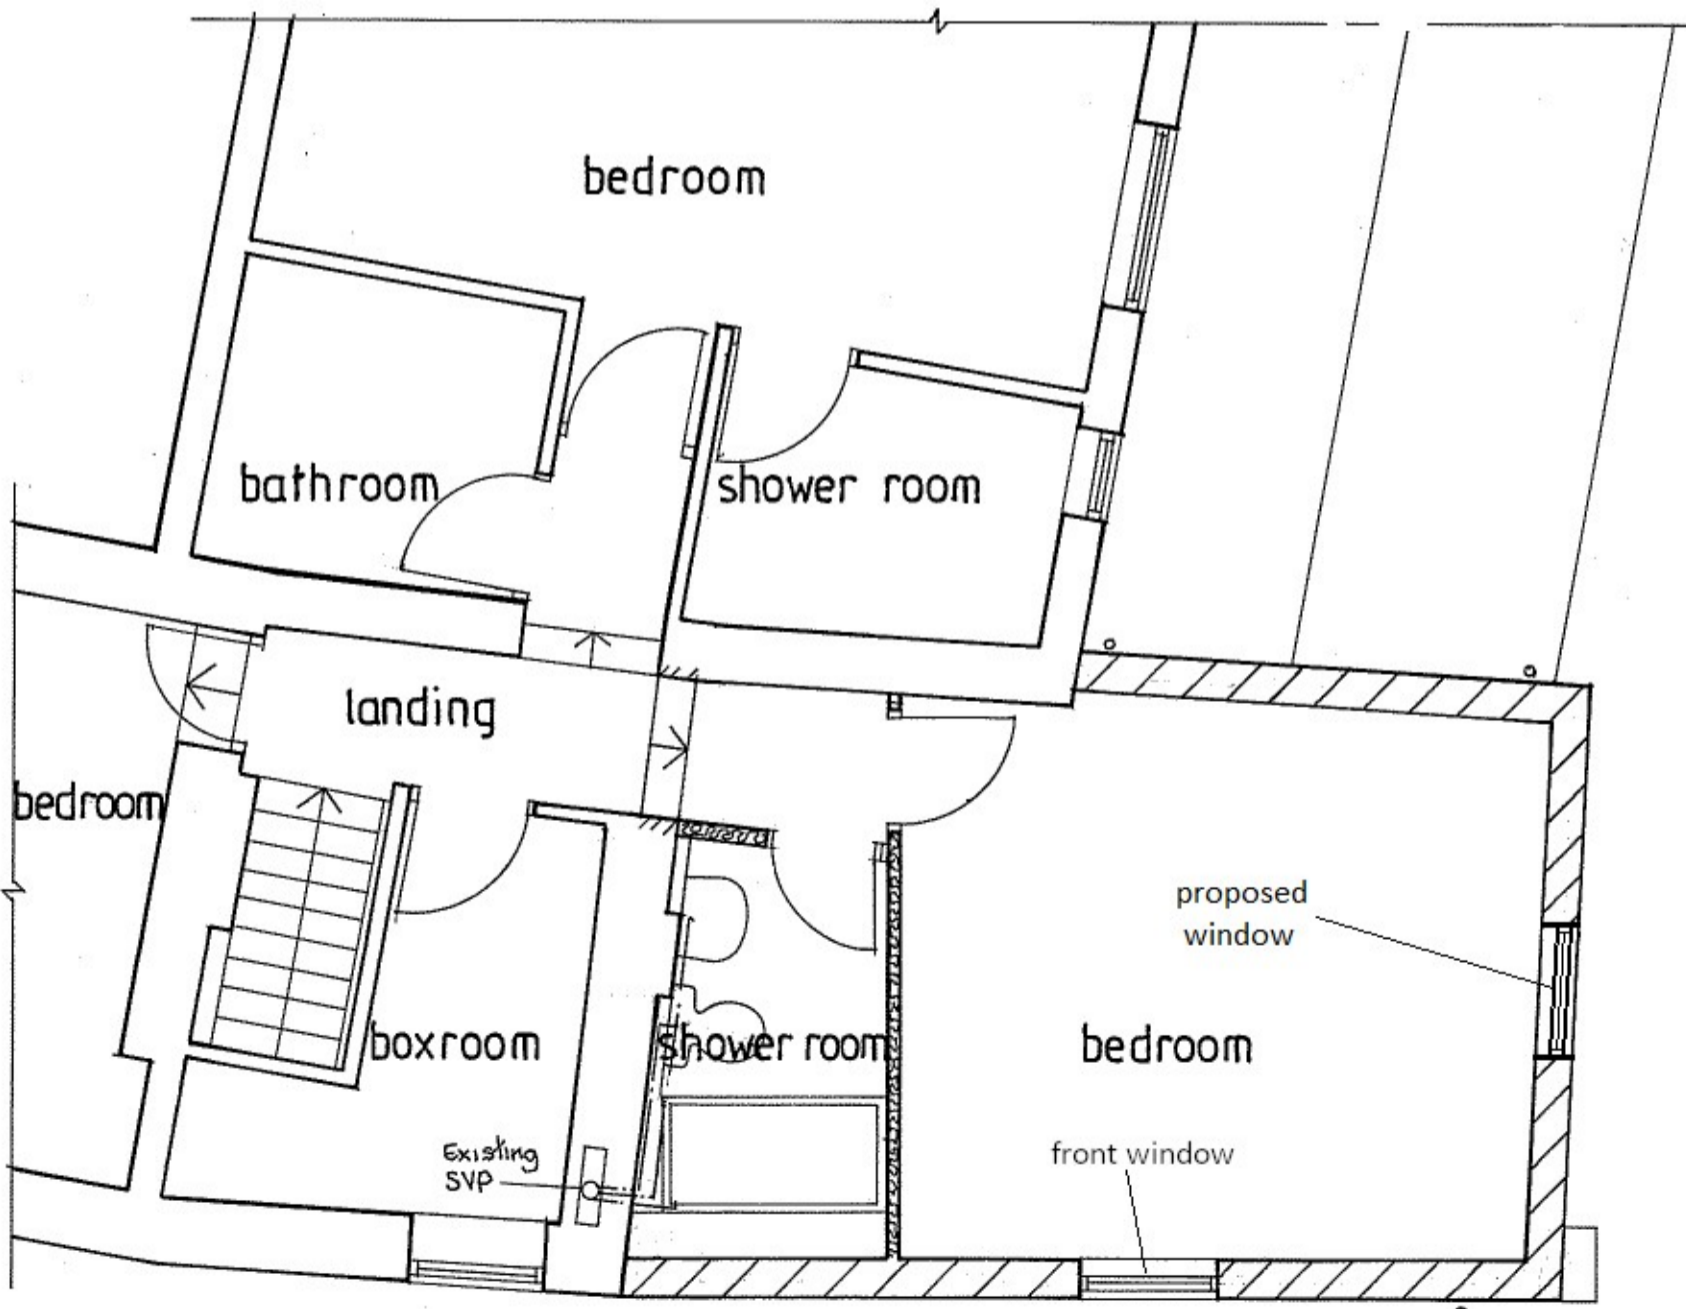 bedroom
bathroom
shower room
landing
bedroom
proposed
window
boxroom
shower room
bedroom
Existing
SVP
front window